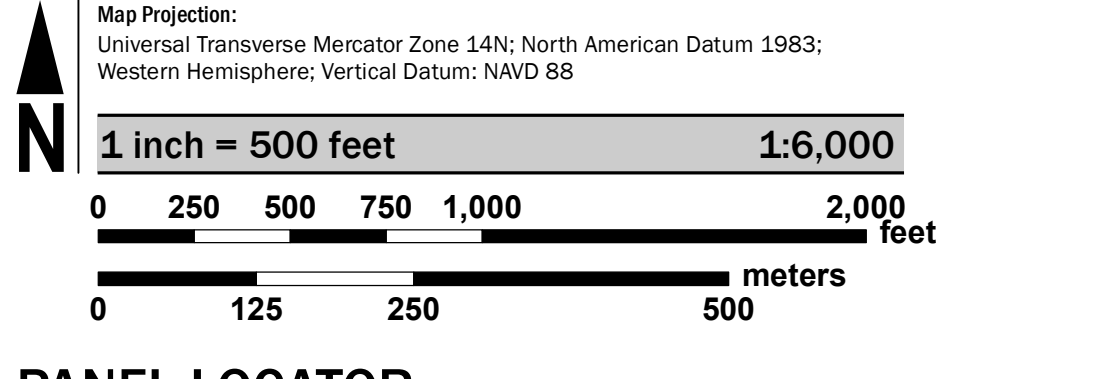 Map Projection:
Universal Transverse Mercator Zone 14N; North American Datum 1983;
Western Hemisphere; Vertical Datum: NAVD 88
N
1 inch = 500 feet 1:6,000
0 250 500 750 1,000 2,000
feet
meters
0 125 250 500
PANEL LOCATOR